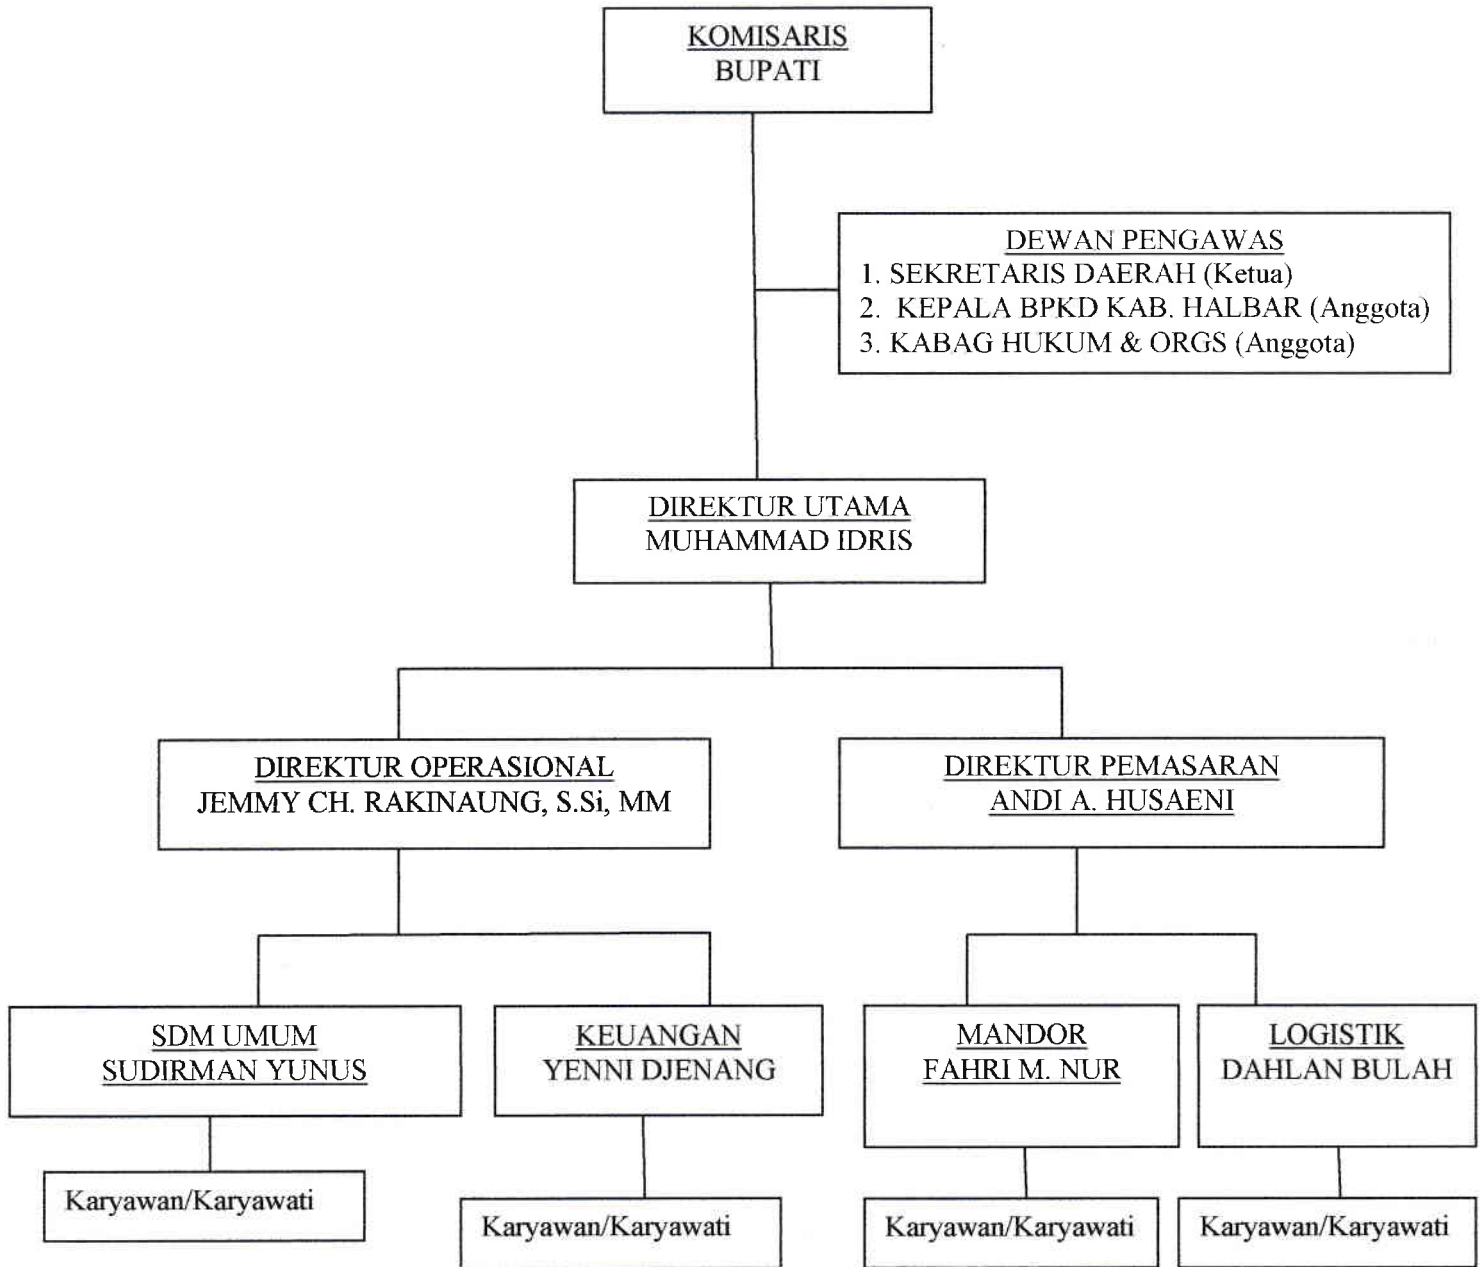 KOMISARIS
BUPATI
DEWAN PENGAWAS
1. SEKRETARIS DAERAH (Ketua)
2. KEPALA BPKD KAB. HALBAR (Anggota)
3. KABAG HUKUM & ORGS (Anggota)
DIREKTUR UTAMA
MUHAMMAD IDRIS
DIREKTUR OPERASIONAL
JEMMY CH. RAKINAUNG, S.Si, MM
DIREKTUR PEMASARAN
ANDI A. HUSAENI
SDM UMUM
SUDIRMAN YUNUS
KEUANGAN
YENNI DJENANG
MANDOR
FAHRI M. NUR
LOGISTIK
DAHLAN BULAH
Karyawan/Karyawati
Karyawan/Karyawati
Karyawan/Karyawati
Karyawan/Karyawati